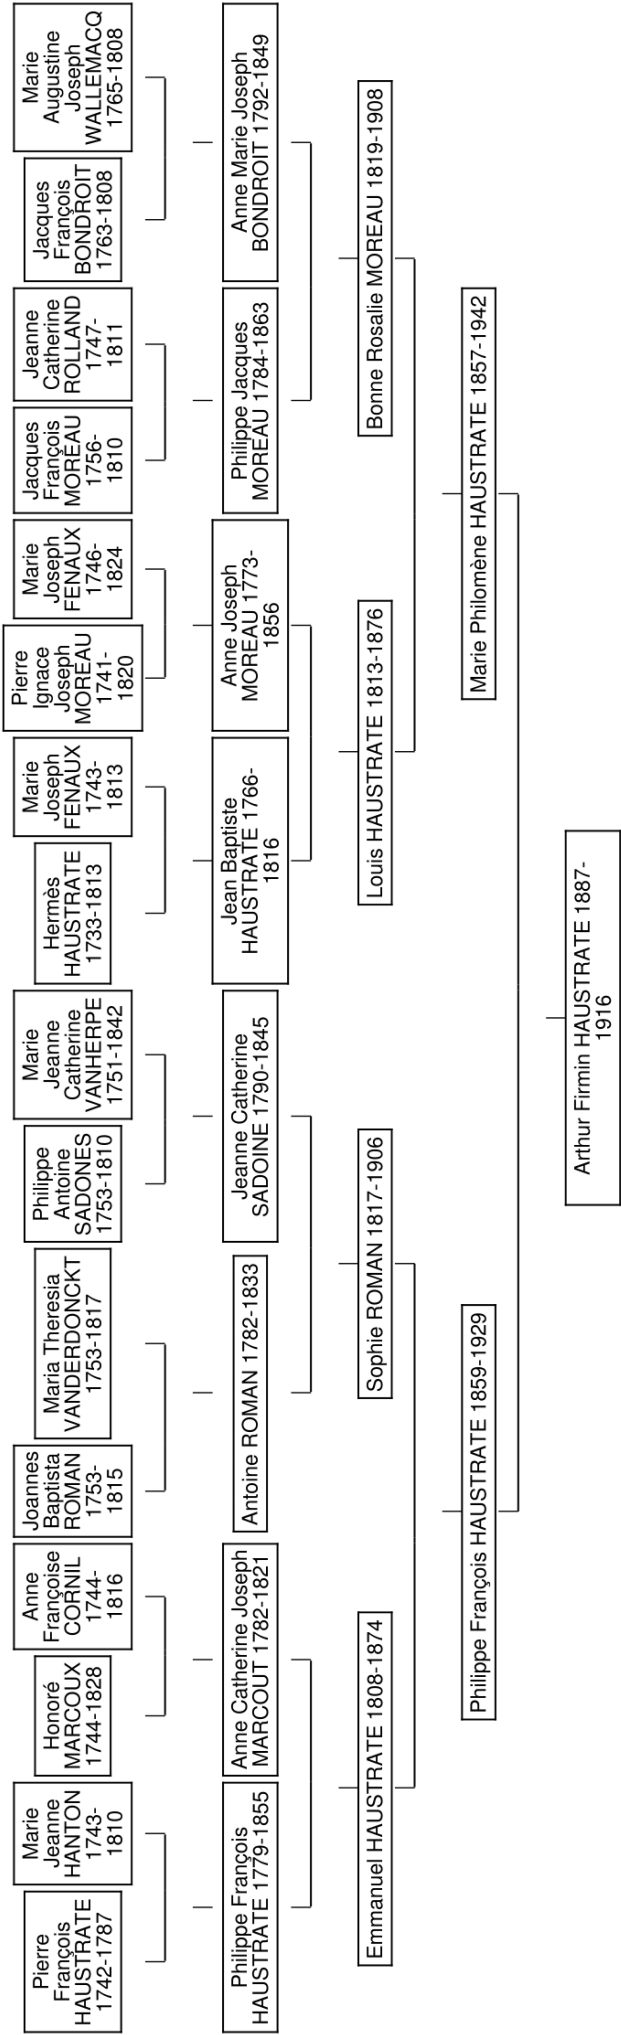 Pierre
François
HAUSTRATE
1742-1787
Marie
Jeanne
HANTON
1743-
1810
Honoré
MARCOUX
1744-1828
Anne
Françoise
CORNIL
1744-
1816
Joannes
Baptista
ROMAN
1753-
1815
Maria Theresia
VANDERDONCKT
1753-1817
Philippe
Antoine
SADONES
1753-1810
Marie
Jeanne
Catherine
VANHERPE
1751-1842
Hermès
HAUSTRATE
1733-1813
Marie
Joseph
FENAUX
1743-
1813
Pierre
Ignace
Joseph
MOREAU
1741-
1820
Marie
Joseph
FENAUX
1746-
1824
Jacques
François
MOREAU
1756-
1810
Jeanne
Catherine
ROLLAND
1747-
1811
Jacques
François
BONDROIT
1763-1808
Marie
Augustine
Joseph
WALLEMACQ
1765-1808
Philippe François
HAUSTRATE 1779-1855
Anne Catherine Joseph
MARCOUT 1782-1821
Antoine ROMAN 1782-1833
Jeanne Catherine
SADOINE 1790-1845
Jean Baptiste
HAUSTRATE 1766-
1816
Anne Joseph
MOREAU 1773-
1856
Philippe Jacques
MOREAU 1784-1863
Anne Marie Joseph
BONDROIT 1792-1849
Emmanuel HAUSTRATE 1808-1874
Sophie ROMAN 1817-1906
Louis HAUSTRATE 1813-1876
Bonne Rosalie MOREAU 1819-1908
Philippe François HAUSTRATE 1859-1929
Marie Philomène HAUSTRATE 1857-1942
Arthur Firmin HAUSTRATE 1887-
1916